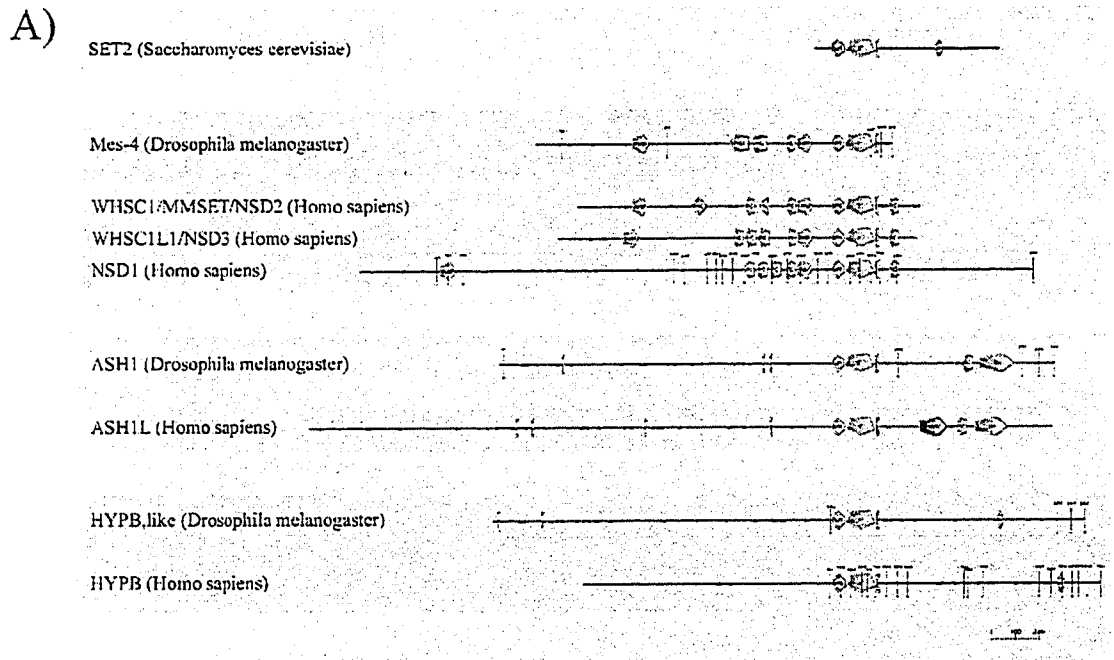 A)
SET2 (Saccharomyces cerevisiae)
Mes-4 (Drosophila melanogaster)
WHSC1/MMSET/NSD2 (Homo sapiens)
WHSC1L1/NSD3 (Homo sapiens)
NSD1 (Homo sapiens)
ASH1 (Drosophila melanogaster)
ASH1L (Homo sapiens)
HYPB,like (Drosophila melanogaster)
HYPB (Homo sapiens)